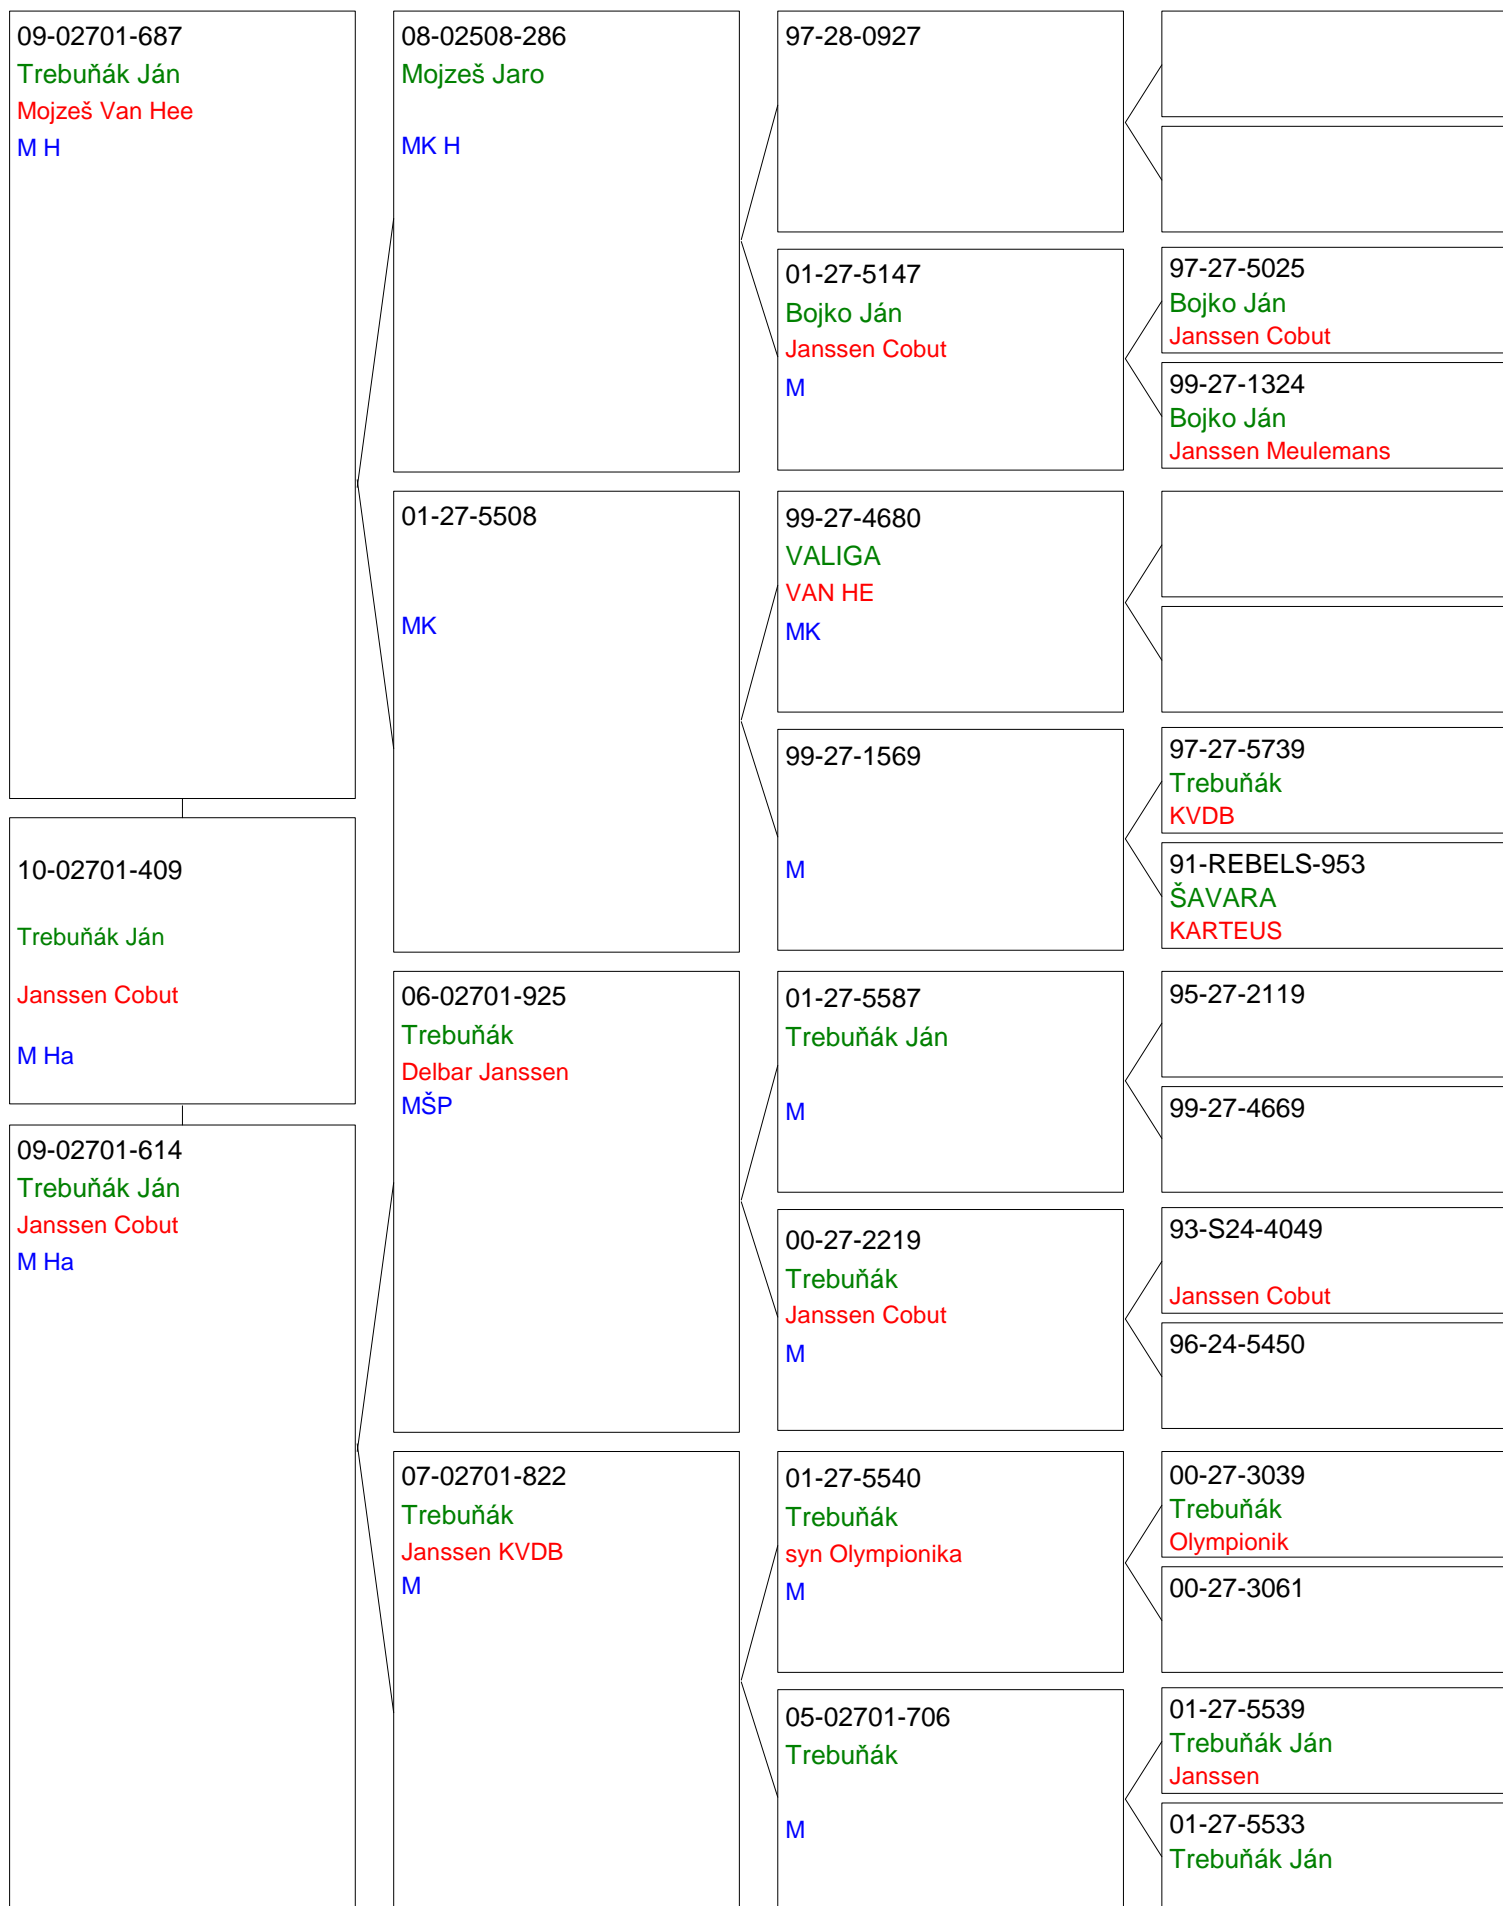 09-02701-687
Trebuňák Ján
Mojzeš Van Hee
M H
10-02701-409
Trebuňák Ján
Janssen Cobut
M Ha
09-02701-614
Trebuňák Ján
Janssen Cobut
M Ha
08-02508-286
Mojzeš Jaro
MK H
01-27-5508
MK
06-02701-925
Trebuňák
Delbar Janssen
MŠP
07-02701-822
Trebuňák
Janssen KVDB
M
97-28-0927
01-27-5147
Bojko Ján
Janssen Cobut
M
99-27-4680
VALIGA
VAN HE
MK
99-27-1569
M
01-27-5587
Trebuňák Ján
M
00-27-2219
Trebuňák
Janssen Cobut
M
01-27-5540
Trebuňák
syn Olympionika
M
05-02701-706
Trebuňák
M
97-27-5025
Bojko Ján
Janssen Cobut
99-27-1324
Bojko Ján
Janssen Meulemans
97-27-5739
Trebuňák
KVDB
91-REBELS-953
ŠAVARA
KARTEUS
95-27-2119
99-27-4669
93-S24-4049
Janssen Cobut
96-24-5450
00-27-3039
Trebuňák
Olympionik
00-27-3061
01-27-5539
Trebuňák Ján
Janssen
01-27-5533
Trebuňák Ján